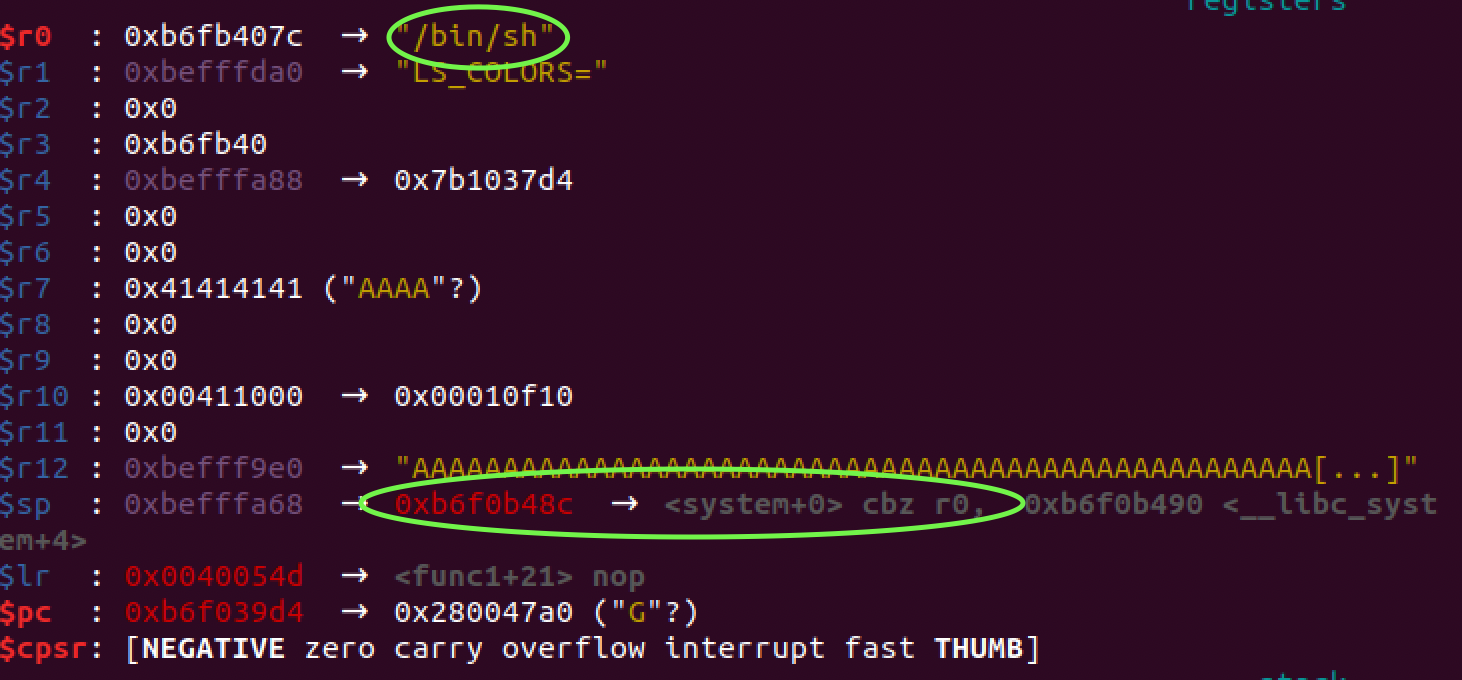 registers
$r0 : 0xb6fb407c → "/bin/sh"
$r1 : 0xbefffda0 → "LS_COLORS="
$r2 : 0x0
$r3 : 0xb6fb40
$r4 : 0xbefffa88 → 0x7b1037d4
$r5 : 0x0
$r6 : 0x0
$r7 : 0x41414141 ("AAAA"?)
$r8 : 0x0
$r9 : 0x0
$r10 : 0x00411000 → 0x00010f10
$r11 : 0x0
$r12 : 0xbefff9e0 → "AAAAAAAAAAAAAAAAAAAAAAAAAAAAAAAAAAAAAAAAAAAAAAAAAA[...]"
$sp : 0xbefffa68 → 0xb6f0b48c → <system+0> cbz r0, 0xb6f0b490 <__libc_syst
em+4>
$lr : 0x0040054d → <func1+21> nop
$pc : 0xb6f039d4 → 0x280047a0 ("G"?)
$cpsr: [NEGATIVE zero carry overflow interrupt fast THUMB]
stack